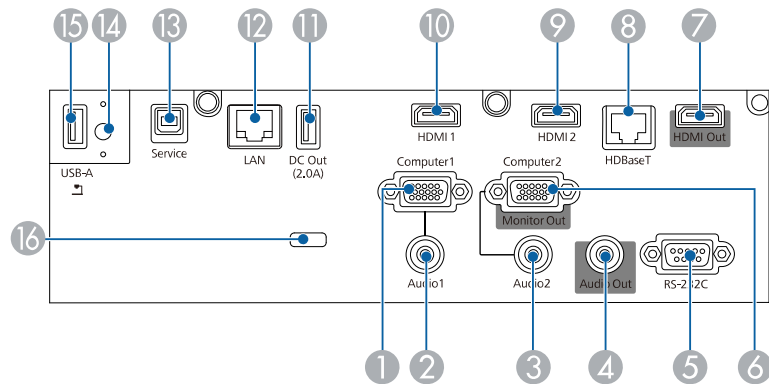 15 14 13 12 11 10 9 8 7
HDMI 1 HDMI 2 HDMI Out
Service
USB-A LAN DC Out HDBaseT
(2.0A) Computer1 Computer2
16
Monitor Out
Audio1 Audio2 Audio Out RS-232C
1 2 3 4 5 6